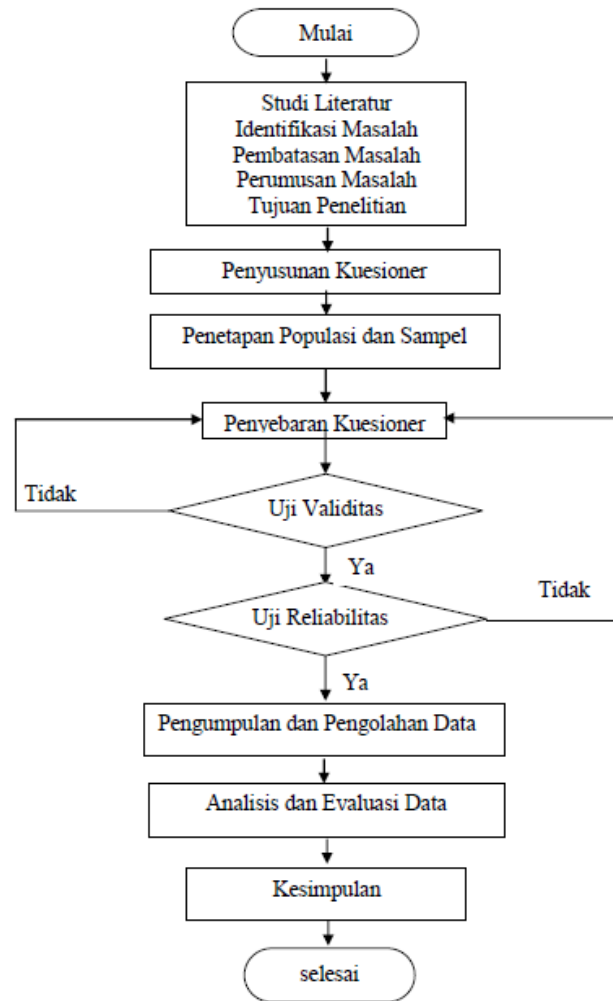 Mulai
Studi Literatur
Identifikasi Masalah
Pembatasan Masalah
Perumusan Masalah
Tujuan Penelitian
Penyusunan Kuesioner
Penetapan Populasi dan Sampel
Penyebaran Kuesioner
Tidak
Uji Validitas
Ya
Tidak
Uji Reliabilitas
Ya
Pengumpulan dan Pengolahan Data
Analisis dan Evaluasi Data
Kesimpulan
selesai